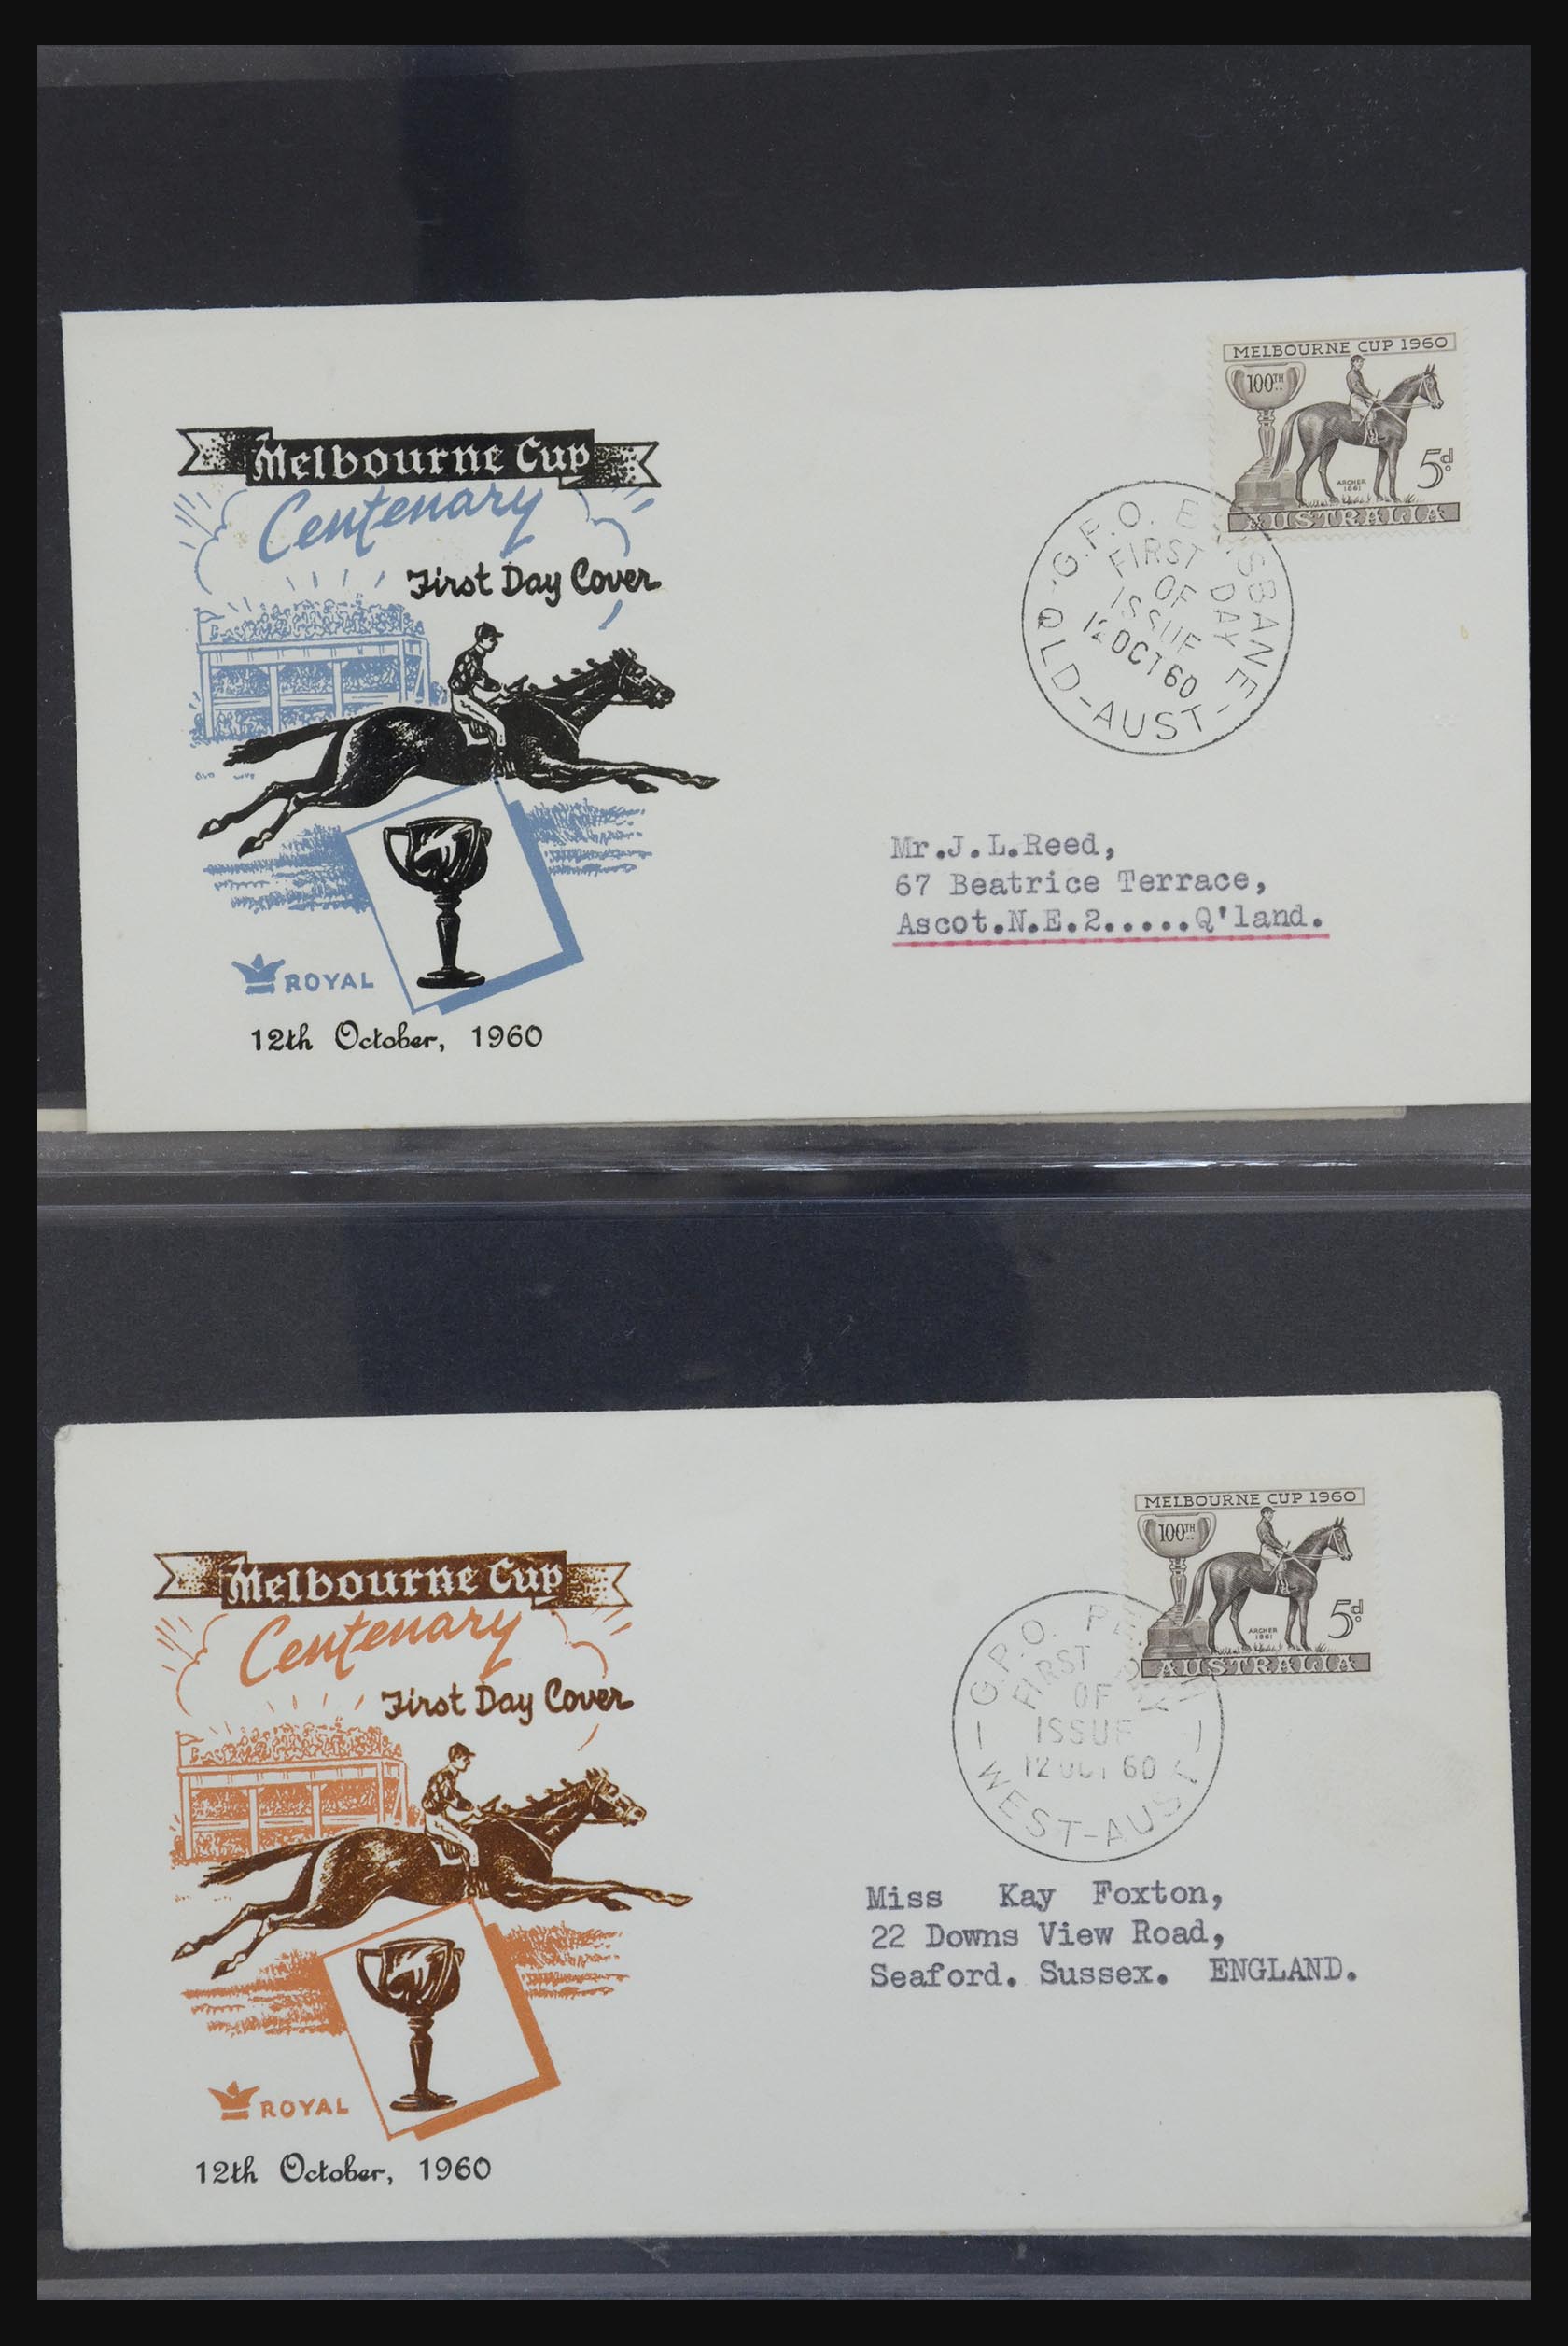 MELBOURNE CUP 1960
100TH
ARCHER
1861
5d
AUSTRALIA
Melbourne Cup
Centenary
First Day Cover
G.P.O. BRISBANE
FIRST DAY
OF
ISSUE
12 OCT 60
QLD-AUST-
Mr.J.L.Reed,
67 Beatrice Terrace,
Ascot.N.E.2.....Q'land.
ROYAL
12th October, 1960
MELBOURNE CUP 1960
100TH
ARCHER
1861
5d
AUSTRALIA
Melbourne Cup
Centenary
First Day Cover
G.P.O.
FIRST DAY
OF
ISSUE
12 OCT 60
WEST-AUST
Miss Kay Foxton,
22 Downs View Road,
Seaford. Sussex. ENGLAND.
ROYAL
12th October, 1960